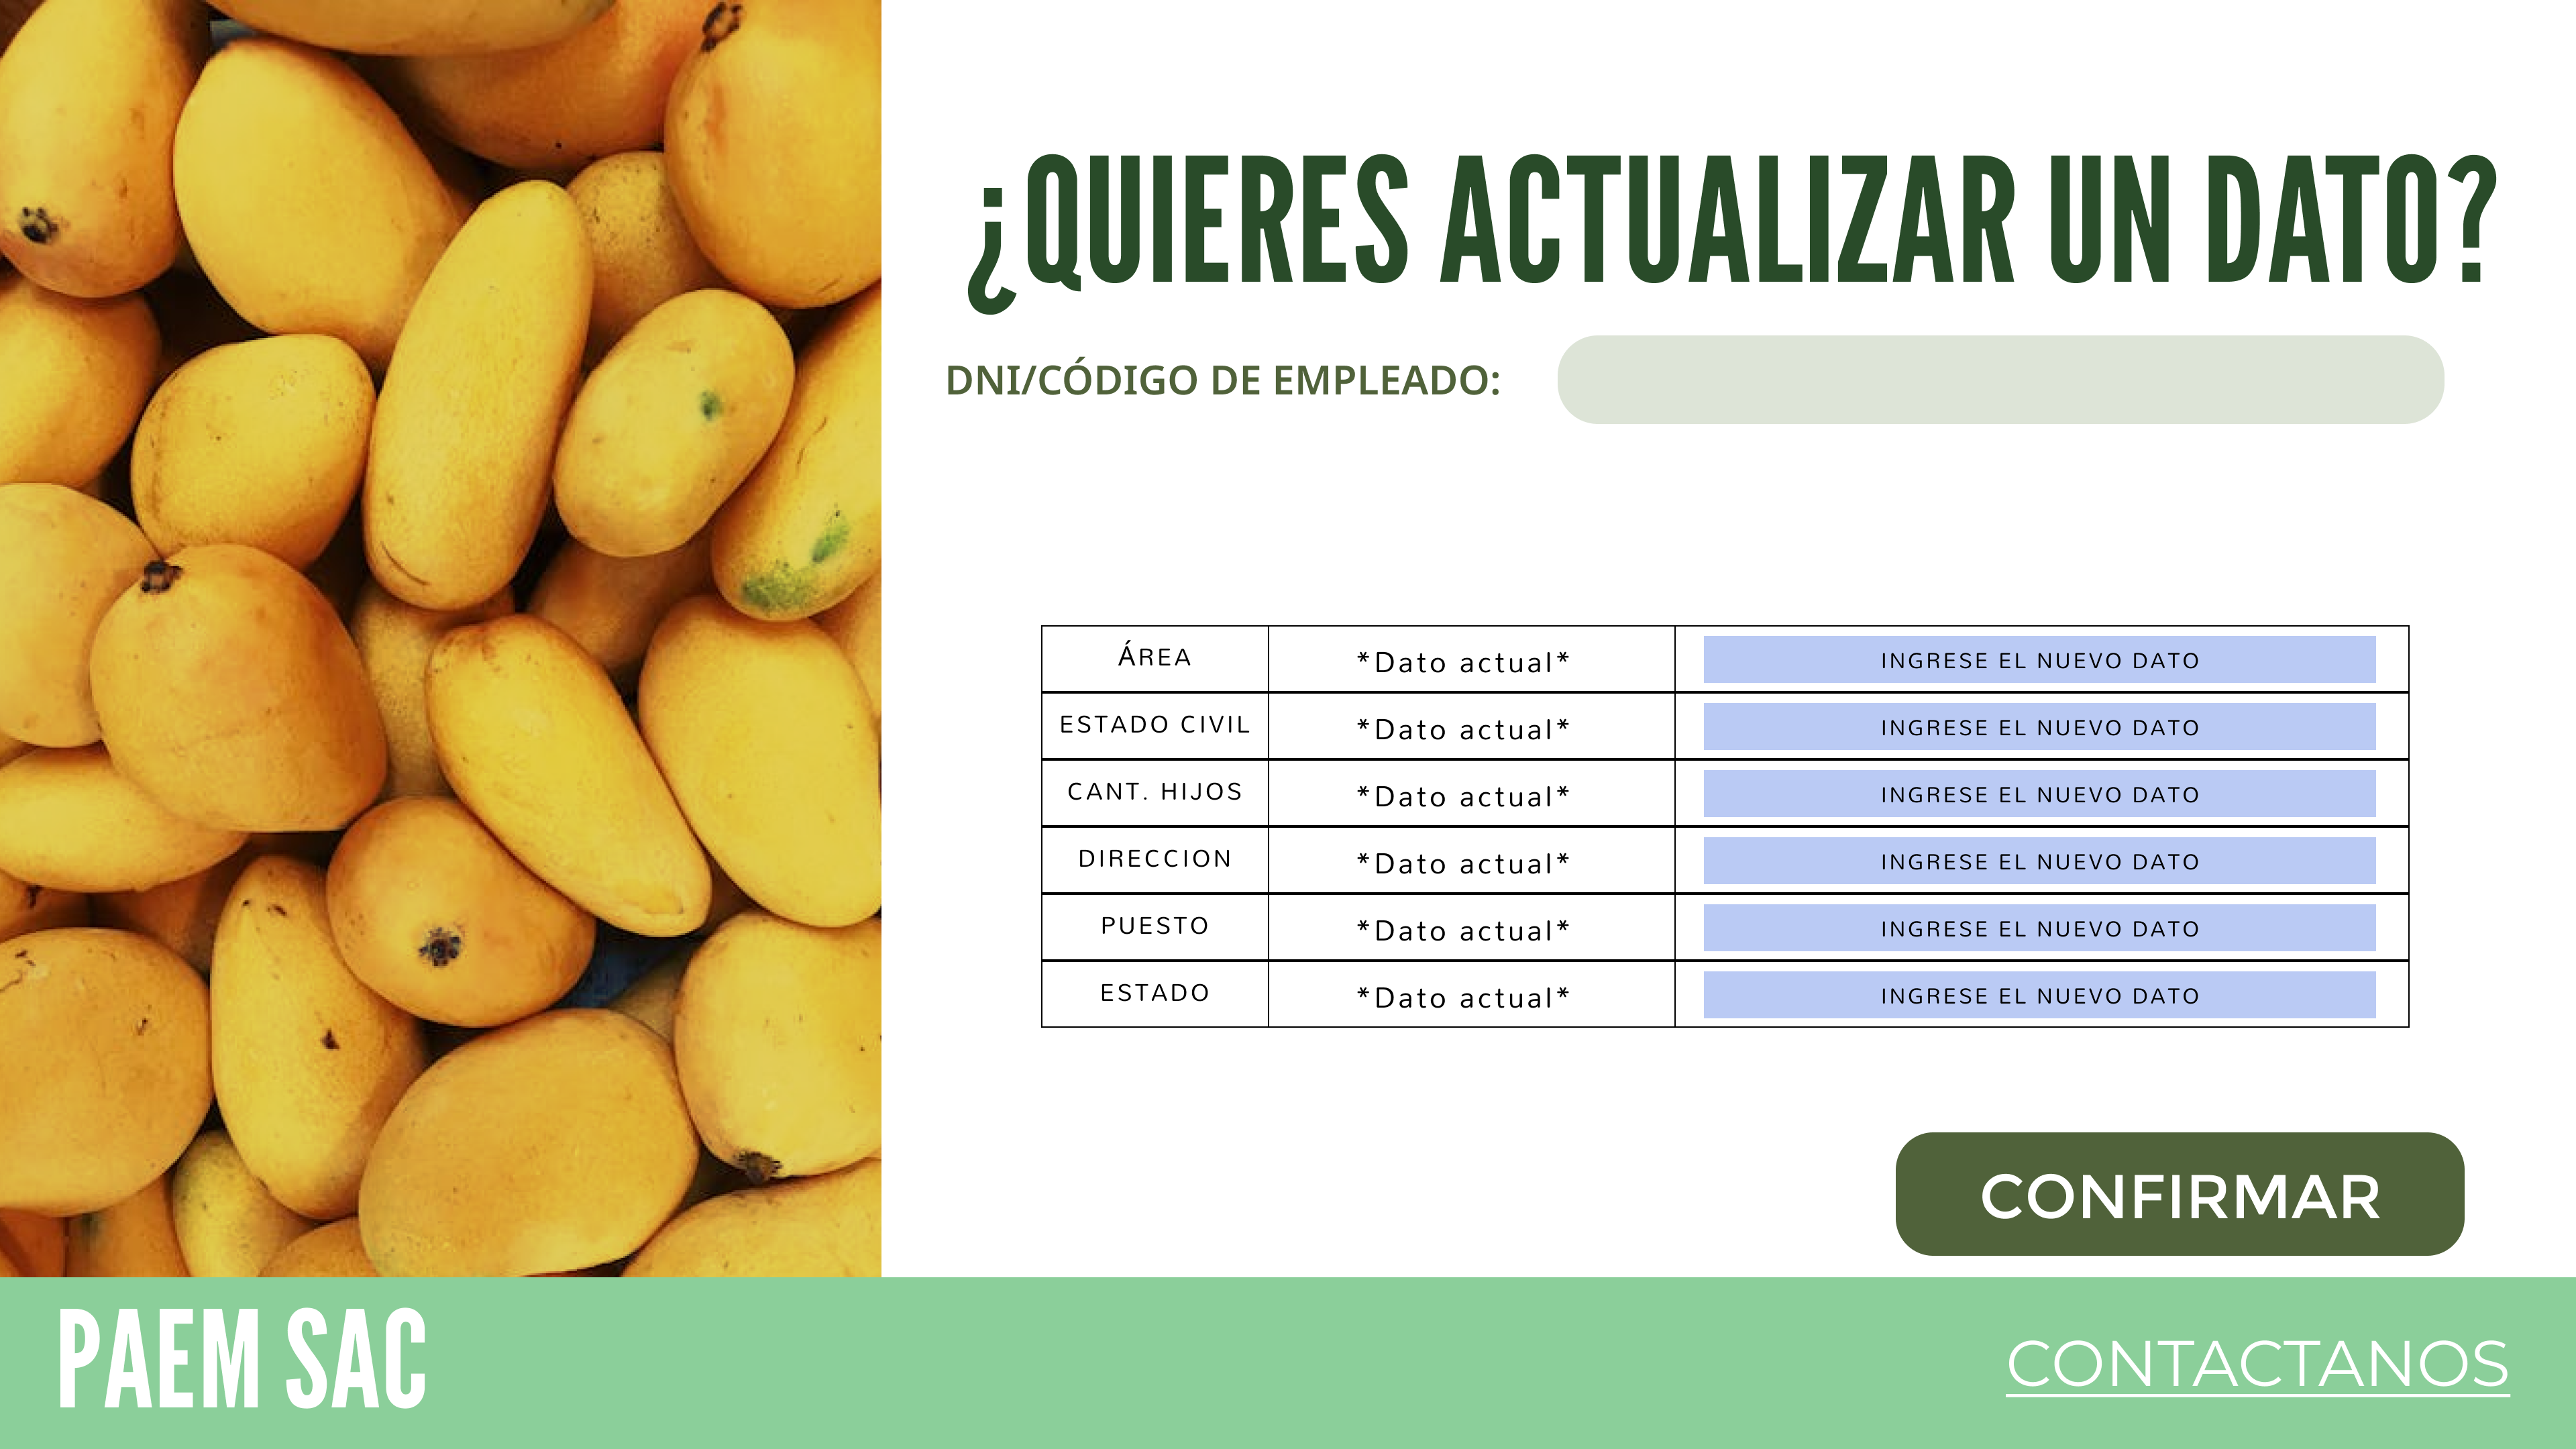 ¿QUIERES ACTUALIZAR UN DATO?
DNI/CÓDIGO DE EMPLEADO:
ÁREA *Dato actual* INGRESE EL NUEVO DATO
ESTADO CIVIL *Dato actual* INGRESE EL NUEVO DATO
CANT. HIJOS *Dato actual* INGRESE EL NUEVO DATO
DIRECCION *Dato actual* INGRESE EL NUEVO DATO
PUESTO *Dato actual* INGRESE EL NUEVO DATO
ESTADO *Dato actual* INGRESE EL NUEVO DATO
CONFIRMAR
PAEM SAC
CONTACTANOS